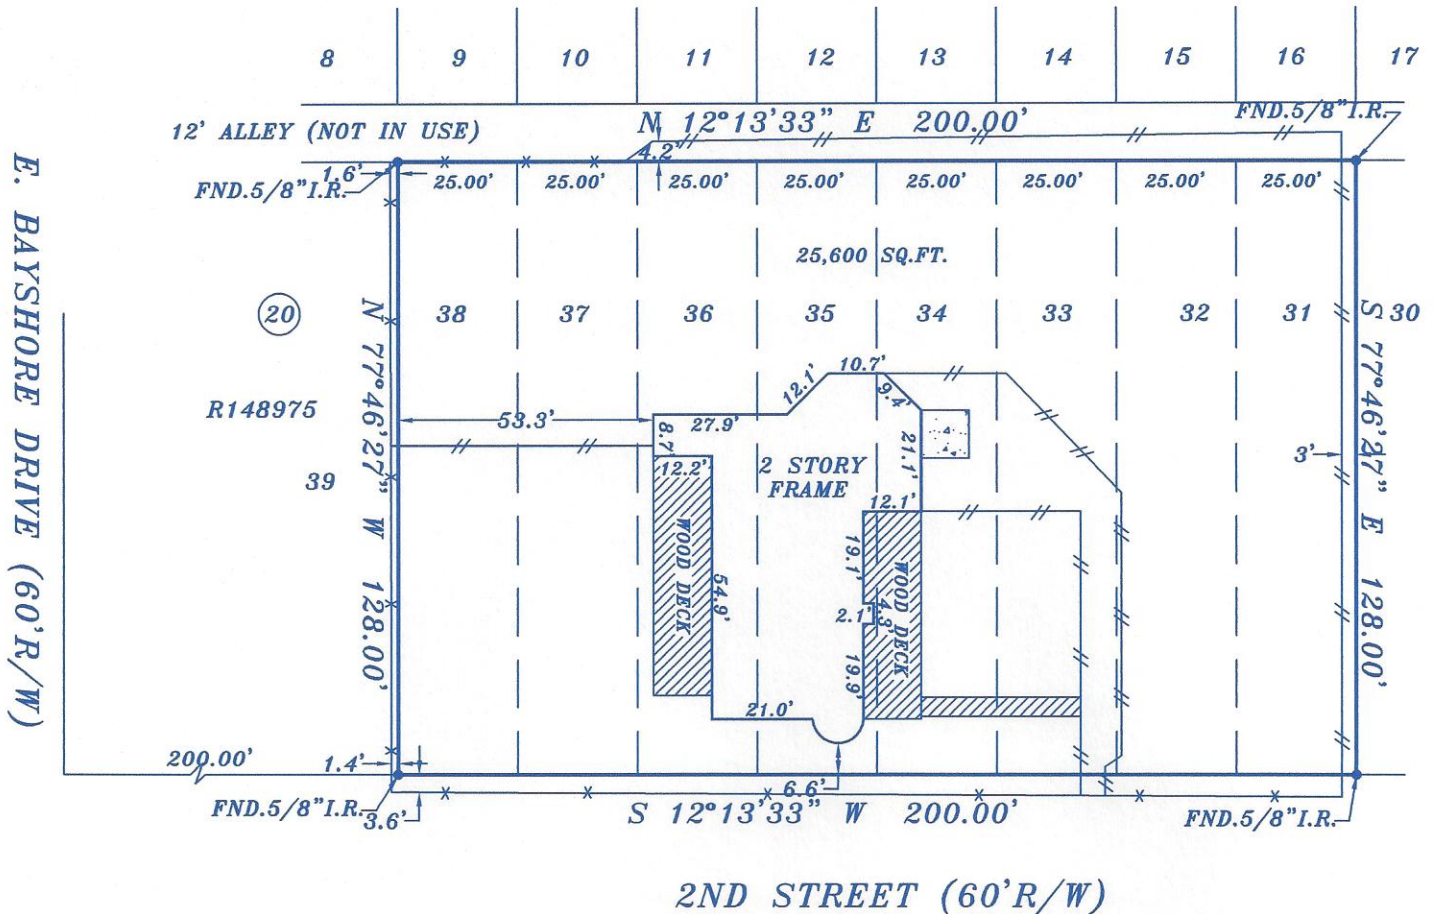 8 9 10 11 12 13 14 15 16 17
12' ALLEY (NOT IN USE)
N 12°13'33" E 200.00'
FND.5/8"I.R.
4.2'
1.6'
FND.5/8"I.R.
25.00' 25.00' 25.00' 25.00' 25.00' 25.00' 25.00' 25.00'
25,600 SQ.FT.
E. BAYSHORE DRIVE (60'R/W)
20
38 37 36 35 34 33 32 31 30
N 77°46'27" W 128.00'
S 77°46'27" E 128.00'
R148975
39
53.3'
27.9'
12.1'
10.7'
9.4'
8.7'
12.2'
21.1'
2 STORY
FRAME
3'
12.1'
WOOD DECK
54.9'
19.1'
WOOD DECK
2.1'
4.3'
19.9'
21.0'
200.00'
1.4'
6.6'
FND.5/8"I.R.
3.6'
S 12°13'33" W 200.00'
FND.5/8"I.R.
2ND STREET (60'R/W)